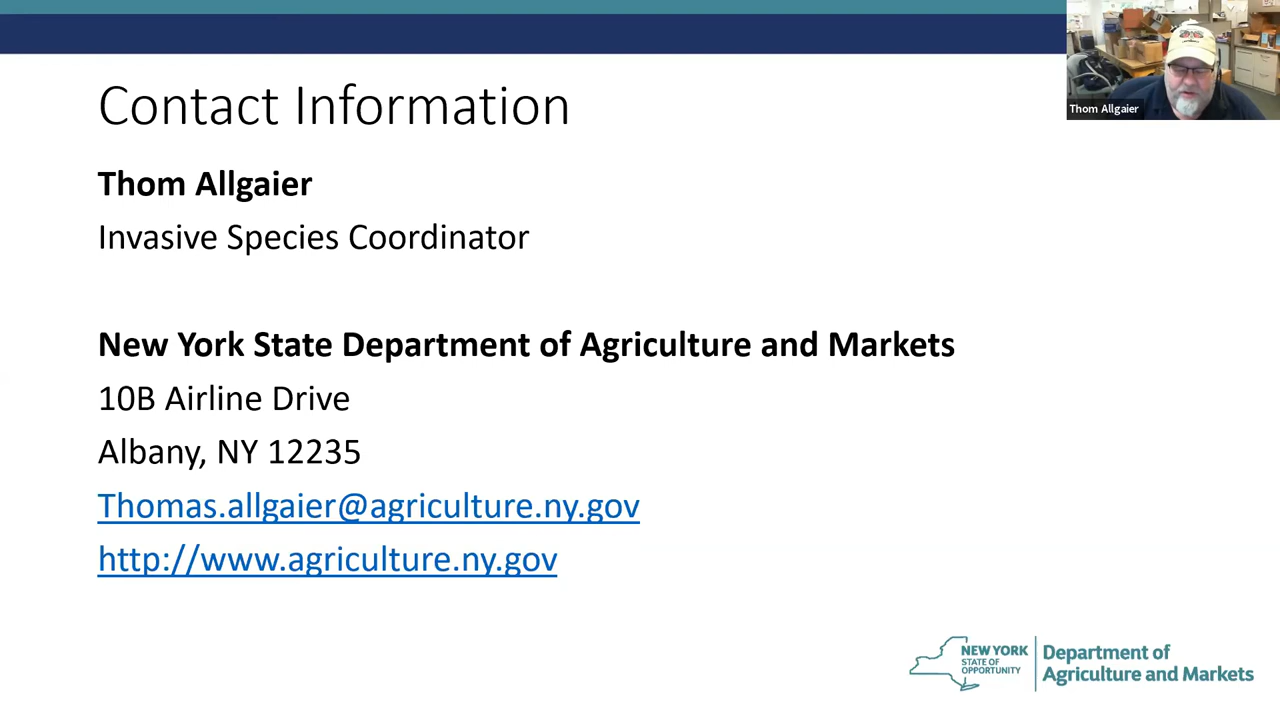 Contact Information
Thom Allgaier
Thom Allgaier
Invasive Species Coordinator
New York State Department of Agriculture and Markets
10B Airline Drive
Albany, NY 12235
Thomas.allgaier@agriculture.ny.gov
http://www.agriculture.ny.gov
NEW YORK
STATE OF
OPPORTUNITY
Department of
Agriculture and Markets